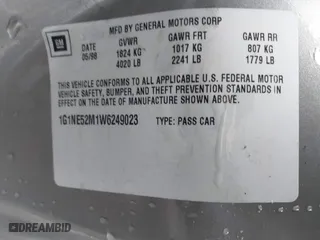 MFD BY GENERAL MOTORS CORP
GM
DATE GVWR GAWR FRT GAWR RR
05/98 1824 KG 1017 KG 807 KG
4020 LB 2241 LB 1779 LB
THIS VEHICLE CONFORMS TO ALL APPLICABLE U.S. FEDERAL MOTOR
VEHICLE SAFETY, BUMPER, AND THEFT PREVENTION STANDARDS IN
EFFECT ON THE DATE OF MANUFACTURE SHOWN ABOVE.
1G1NE52M1W6249023 TYPE: PASS CAR
DREAMBID